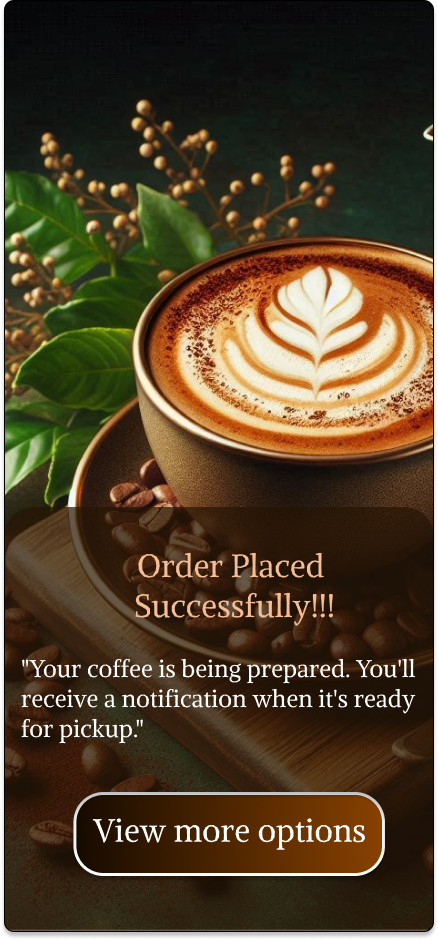 Order Placed
Successfully!!!
"Your coffee is being prepared. You'll
receive a notification when it's ready
for pickup."
View more options